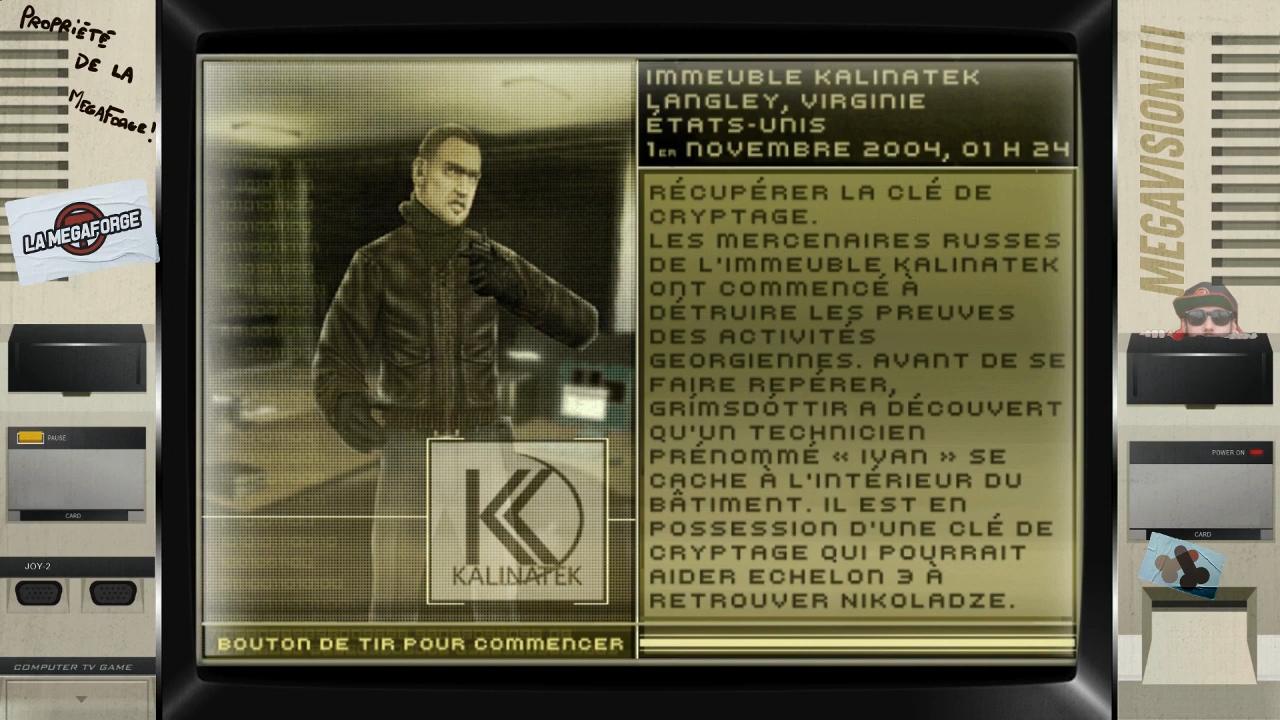 PROPRIÉTÉ
DE LA
MEGAFORGE!
LA MEGAFORGE
PAUSE
CARD
JOY-2
COMPUTER TV GAME
IMMEUBLE KALINATEK
LANGLEY, VIRGINIE
ÉTATS-UNIS
1ER NOVEMBRE 2004, 01 H 24
RÉCUPÉRER LA CLÉ DE
CRYPTAGE.
LES MERCENAIRES RUSSES
DE L'IMMEUBLE KALINATEK
ONT COMMENCÉ À
DÉTRUIRE LES PREUVES
DES ACTIVITÉS
GEORGIENNES. AVANT DE SE
FAIRE REPÉRER,
GRÍMSDÓTTIR A DÉCOUVERT
QU'UN TECHNICIEN
PRÉNOMMÉ « IVAN » SE
CACHE À L'INTÉRIEUR DU
BÂTIMENT. IL EST EN
POSSESSION D'UNE CLÉ DE
CRYPTAGE QUI POURRAIT
AIDER ECHELON 3 À
RETROUVER NIKOLADZE.
KALINATEK
BOUTON DE TIR POUR COMMENCER
MEGAVISION III
POWER ON
CARD